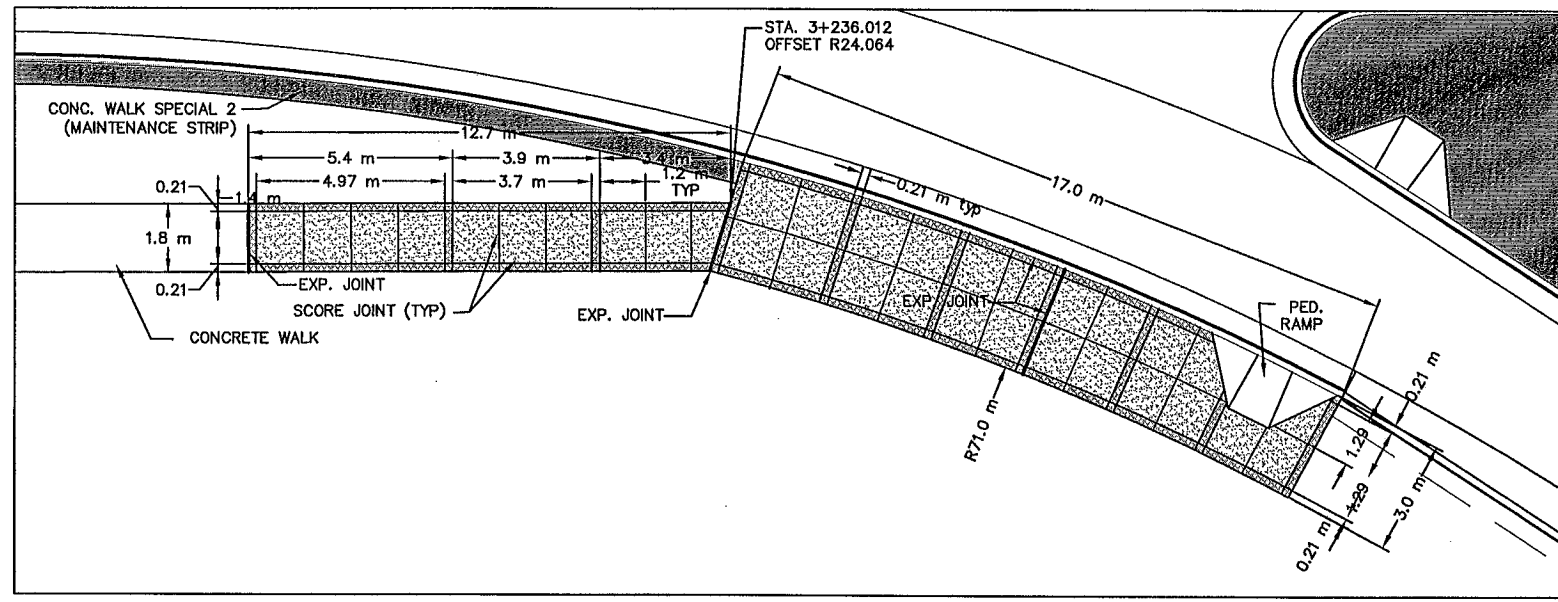 STA. 3+236.012
OFFSET R24.064
CONC. WALK SPECIAL 2
(MAINTENANCE STRIP)
12.7 m
5.4 m
3.9 m
3.4 m
4.97 m
3.7 m
1.2 m
TYP
0.21
1.4 m
1.8 m
0.21
EXP. JOINT
SCORE JOINT (TYP)
CONCRETE WALK
EXP. JOINT
0.21 m typ
17.0 m
EXP. JOINT
PED.
RAMP
R71.0 m
0.21 m
1.29
1.29
3.0 m
0.21 m